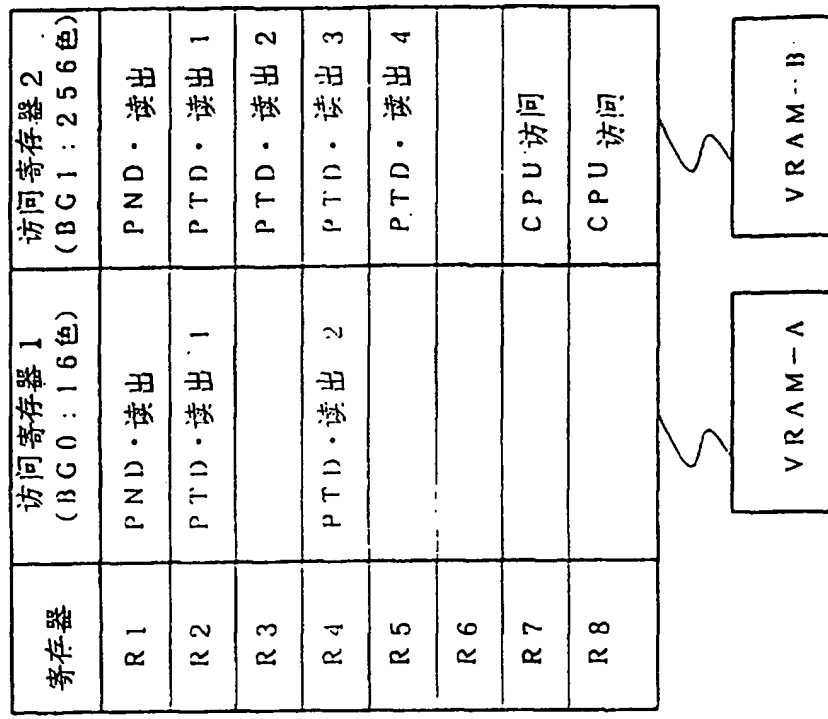 寄存器
访问寄存器 1
(BG0:16色)
访问寄存器 2
(BG1:256色)
R1
PND・读出
PND・读出
R2
PTD・读出 1
PTD・读出 1
R3
PTD・读出 2
R4
PTD・读出 2
PTD・读出 3
R5
PTD・读出 4
R6
R7
CPU访问
R8
CPU 访问
VRAM-A
VRAM-B